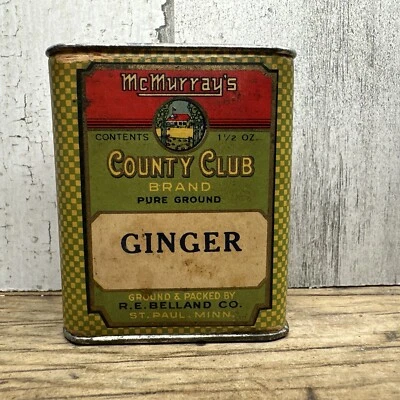 McMurray's
CONTENTS 1 1/2 OZ.
COUNTY CLUB
BRAND
PURE GROUND
GINGER
GROUND & PACKED BY
R.E. BELLAND CO.
ST. PAUL, MINN.